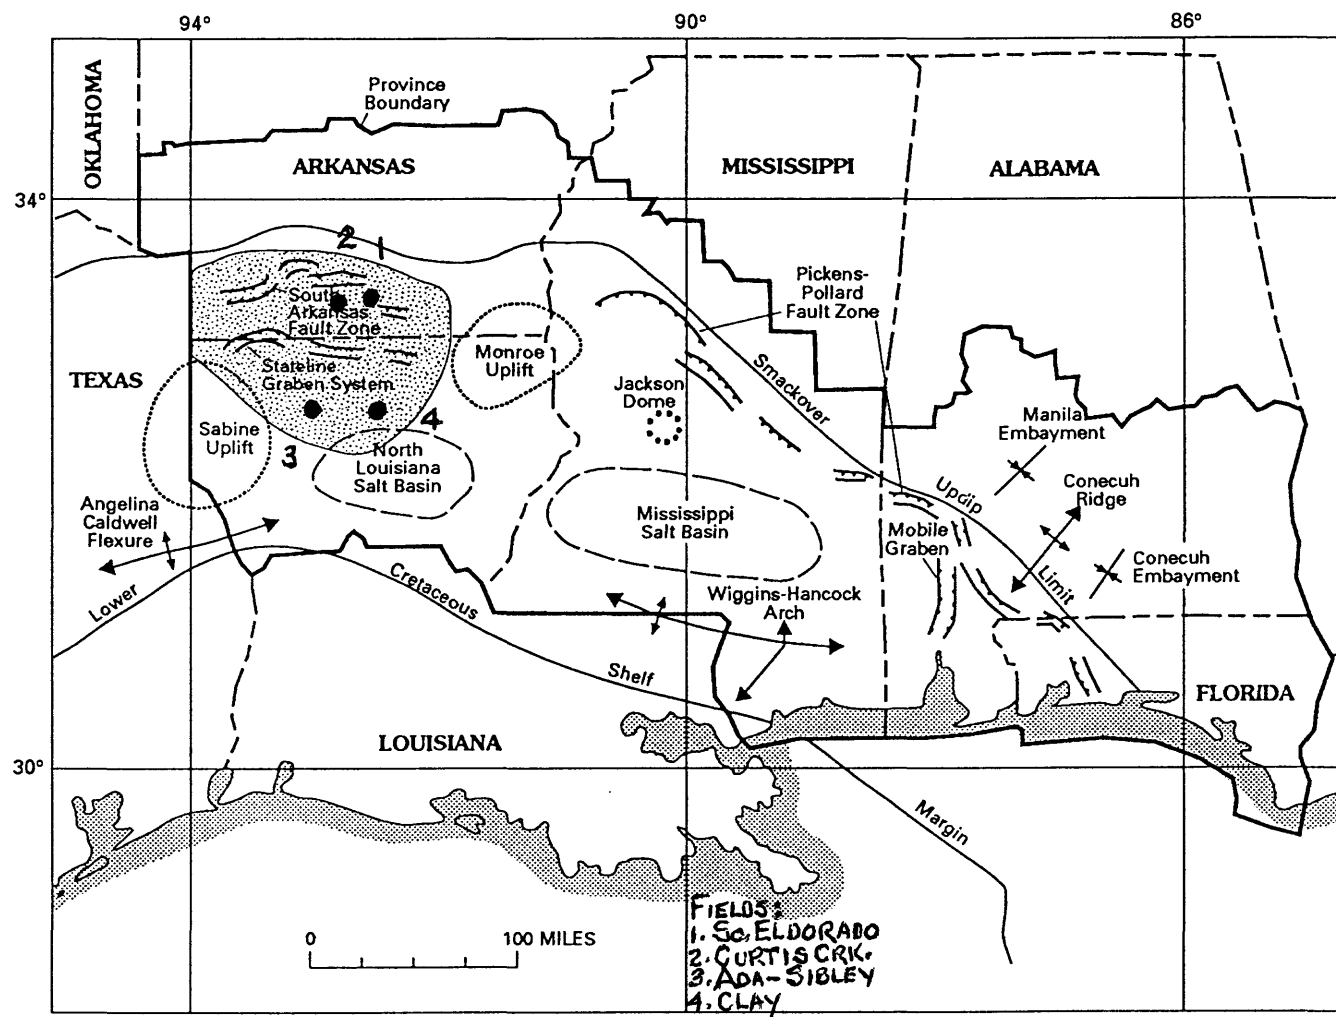 94°
90°
86°
OKLAHOMA
Province
Boundary
ARKANSAS
MISSISSIPPI
ALABAMA
34°
2
1
South
Arkansas
Fault Zone
Pickens-
Pollard
Fault Zone
Monroe
Uplift
TEXAS
Stateline
Graben System
Jackson
Dome
Smackover
Sabine
Uplift
3
4
North
Louisiana
Salt Basin
Manila
Embayment
Angelina
Caldwell
Flexure
Mississippi
Salt Basin
Updip
Conecuh
Ridge
Mobile
Graben
Conecuh
Embayment
Limit
Lower
Cretaceous
Wiggins-Hancock
Arch
Shelf
FLORIDA
LOUISIANA
30°
Margin
0
100 MILES
FIELDS:
1. SO. ELDORADO
2. CURTIS CRK.
3. ADA-SIBLEY
4. CLAY